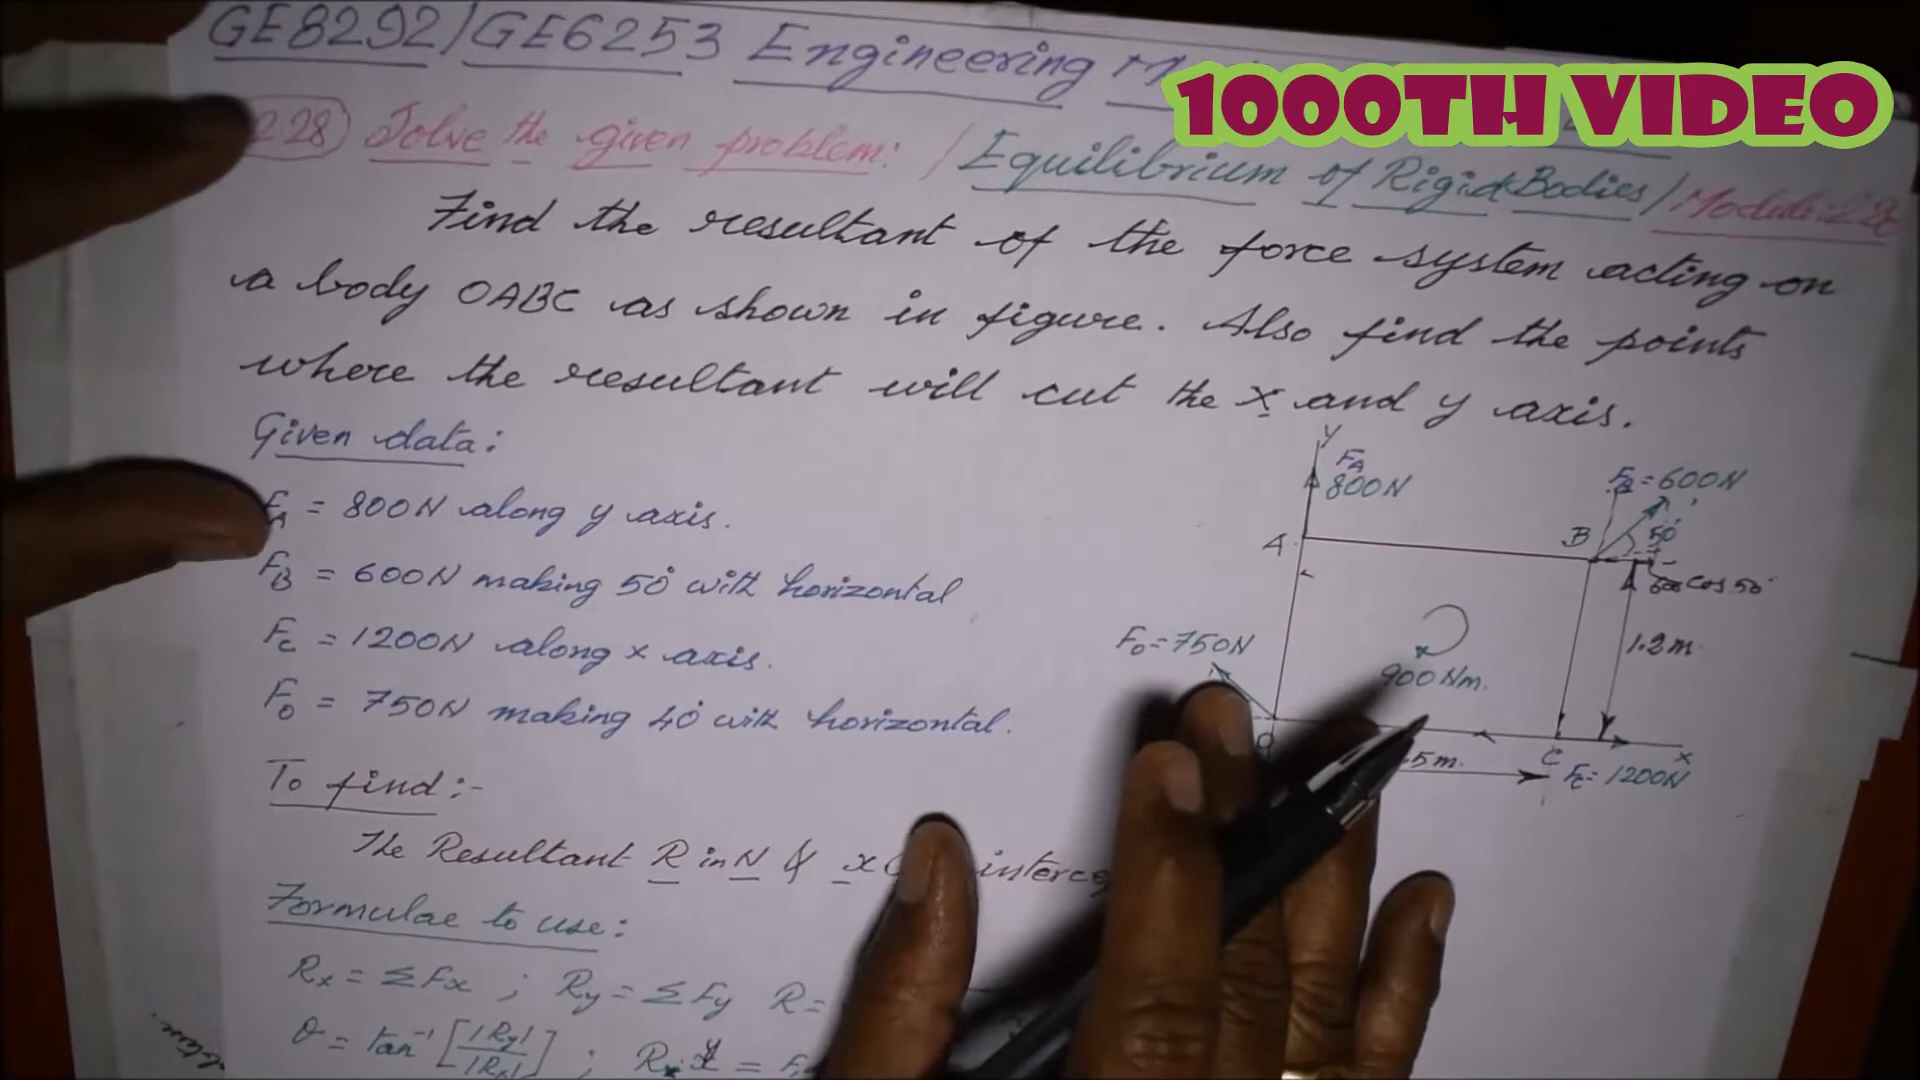 GE8292/GE6253 Engineering
1000TH VIDEO
2.28) Solve the given problem: / Equilibrium of Rigid Bodies/
Find the resultant of the force system acting on
a body OABC as shown in figure. Also find the points
where the resultant will cut the x and y axis.
Given data:
FA = 800N along y axis.
FB = 600N making 50° with horizontal
Fc = 1200N along x axis.
Fo = 750N making 40° with horizontal.
To find:-
The Resultant R in N & x
Formulae to use:
Rx = ΣFx ; Ry = ΣFy R=
θ = tan⁻¹ [|Ry|/|Rx|] ;
y
FA
800N
FB = 600N
A
B
50°
600 Cos 50°
Fo = 750N
1.2m.
900 Nm.
O
5m.
C
x
Fc = 1200N